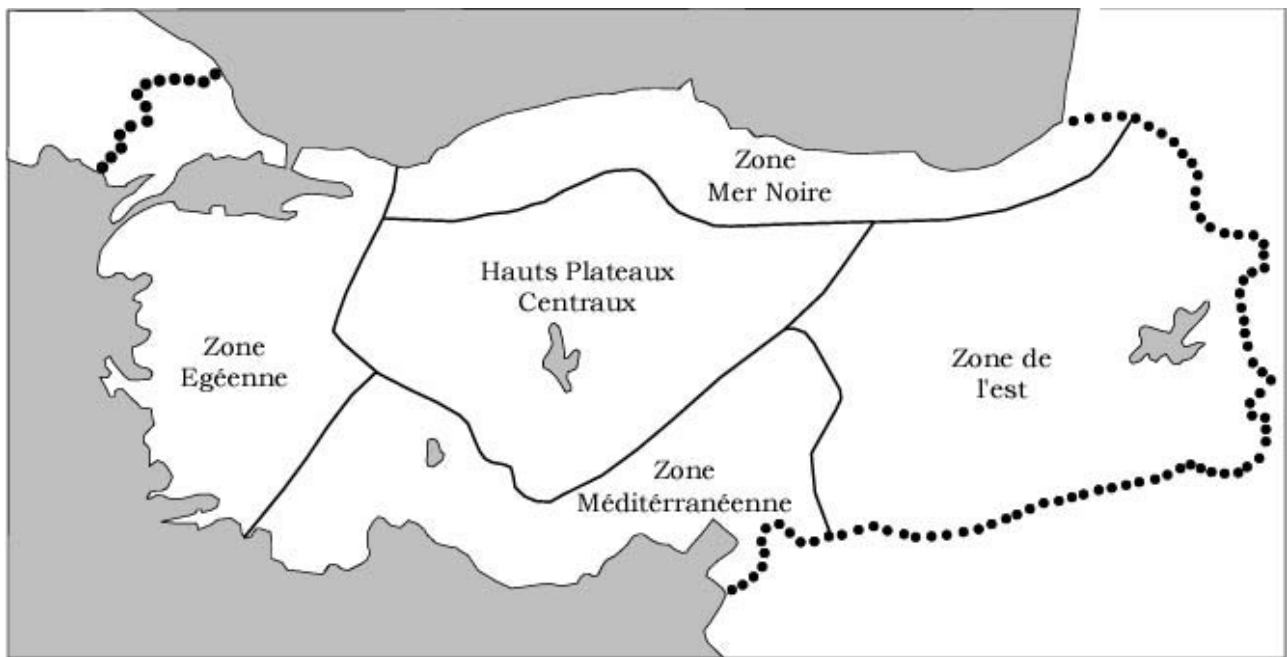 Zone
Mer Noire
Hauts Plateaux
Centraux
Zone
Egéenne
Zone de
l'est
Zone
Méditérranéenne